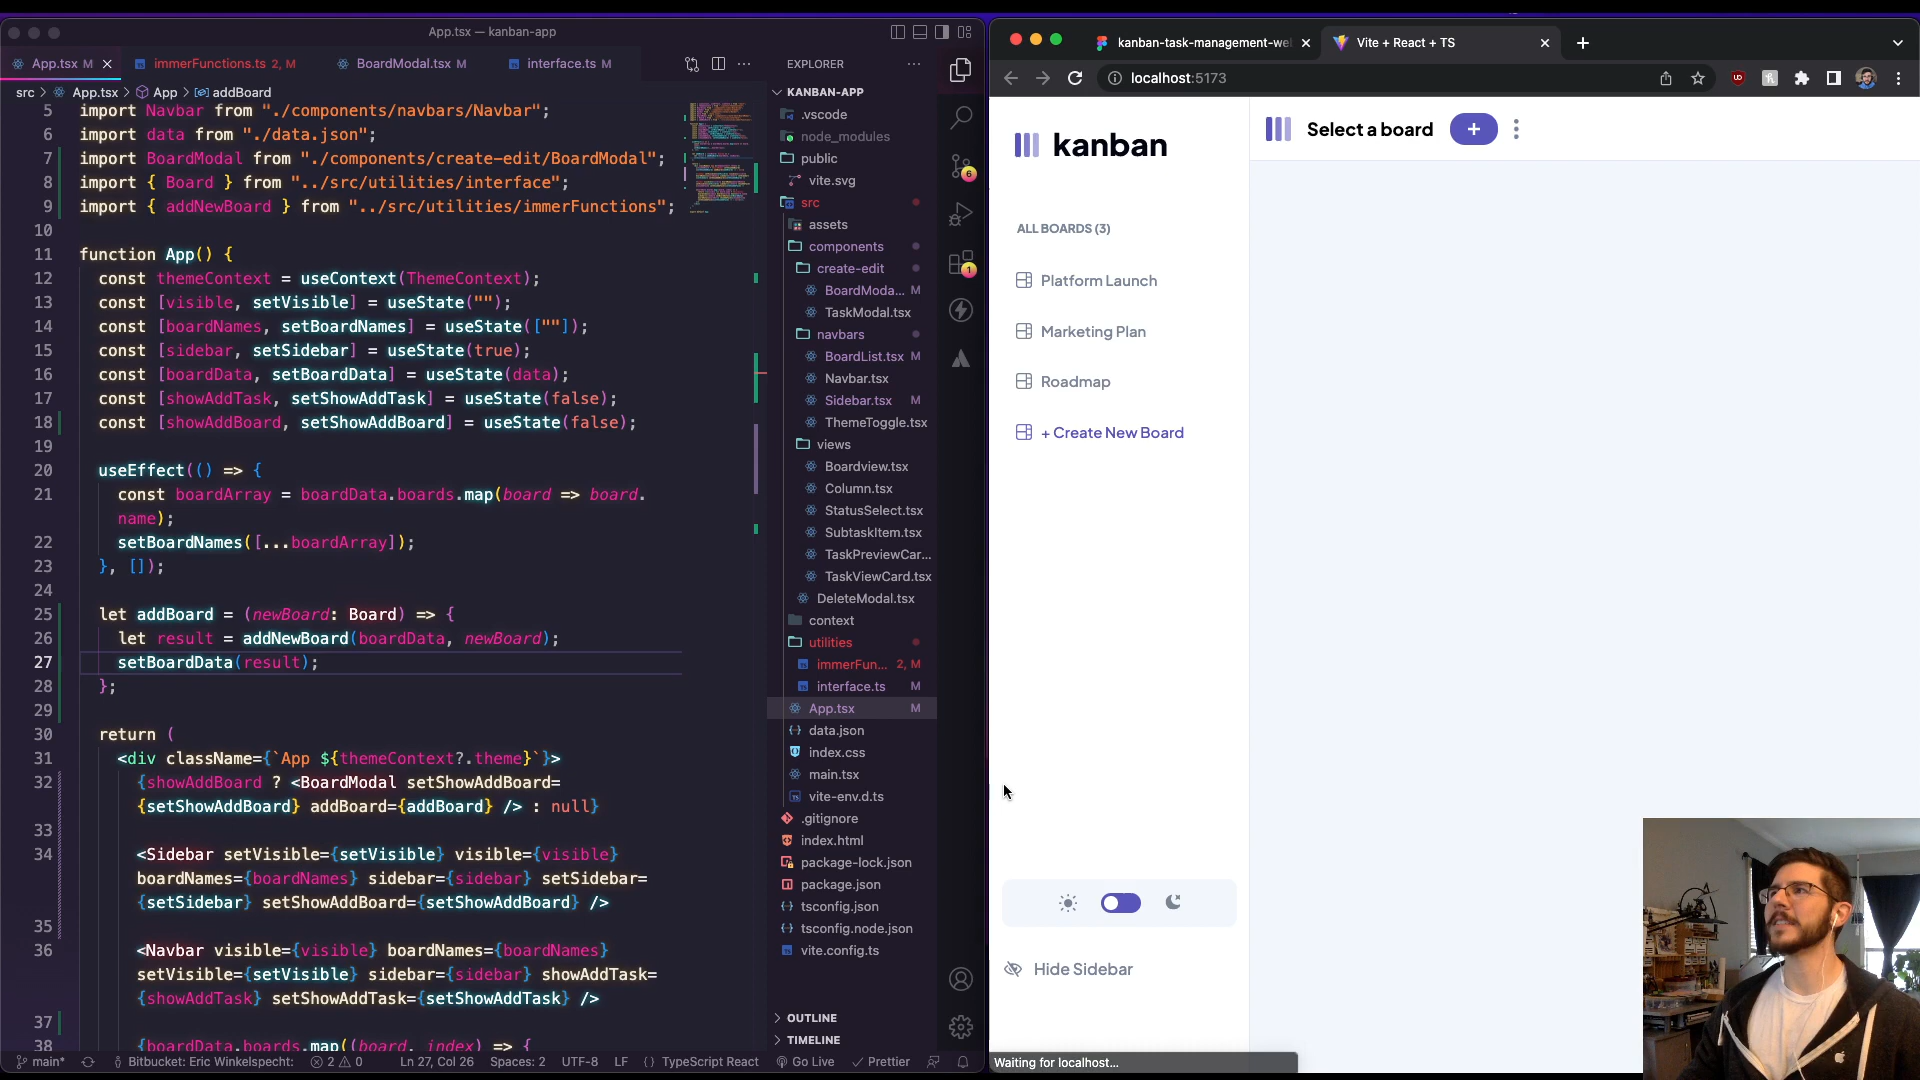 App.tsx — kanban-app
App.tsx M
immerFunctions.ts 2, M
BoardModal.tsx M
interface.ts M
src > App.tsx > App > addBoard
5 import Navbar from "./components/navbars/Navbar";
6 import data from "./data.json";
7 import BoardModal from "./components/create-edit/BoardModal";
8 import { Board } from "../src/utilities/interface";
9 import { addNewBoard } from "../src/utilities/immerFunctions";
10
11 function App() {
12 const themeContext = useContext(ThemeContext);
13 const [visible, setVisible] = useState("");
14 const [boardNames, setBoardNames] = useState([""]);
15 const [sidebar, setSidebar] = useState(true);
16 const [boardData, setBoardData] = useState(data);
17 const [showAddTask, setShowAddTask] = useState(false);
18 const [showAddBoard, setShowAddBoard] = useState(false);
19
20 useEffect(() => {
21 const boardArray = boardData.boards.map(board => board.
name);
22 setBoardNames([...boardArray]);
23 }, []);
24
25 let addBoard = (newBoard: Board) => {
26 let result = addNewBoard(boardData, newBoard);
27 setBoardData(result);
28 };
29
30 return (
31 <div className={`App ${themeContext?.theme}`}>
32 {showAddBoard ? <BoardModal setShowAddBoard=
{setShowAddBoard} addBoard={addBoard} /> : null}
33
34 <Sidebar setVisible={setVisible} visible={visible}
boardNames={boardNames} sidebar={sidebar} setSidebar=
{setSidebar} setShowAddBoard={setShowAddBoard} />
35
36 <Navbar visible={visible} boardNames={boardNames}
setVisible={setVisible} sidebar={sidebar} showAddTask=
{showAddTask} setShowAddTask={setShowAddTask} />
37
38 {boardData.boards.map((board, index) => {
main*
Bitbucket: Eric Winkelspecht:
2 0
Ln 27, Col 26
Spaces: 2
UTF-8
LF
{} TypeScript React
Go Live
Prettier
EXPLORER
KANBAN-APP
.vscode
node_modules
public
vite.svg
src
assets
components
create-edit
BoardModa... M
TaskModal.tsx
navbars
BoardList.tsx M
Navbar.tsx
Sidebar.tsx M
ThemeToggle.tsx
views
Boardview.tsx
Column.tsx
StatusSelect.tsx
SubtaskItem.tsx
TaskPreviewCar...
TaskViewCard.tsx
DeleteModal.tsx
context
utilities
immerFun... 2, M
interface.ts M
App.tsx M
data.json
index.css
main.tsx
vite-env.d.ts
.gitignore
index.html
package-lock.json
package.json
tsconfig.json
tsconfig.node.json
vite.config.ts
OUTLINE
TIMELINE
6
1
kanban-task-management-we
Vite + React + TS
localhost:5173
kanban
Select a board
+
ALL BOARDS (3)
Platform Launch
Marketing Plan
Roadmap
+ Create New Board
Hide Sidebar
Waiting for localhost...